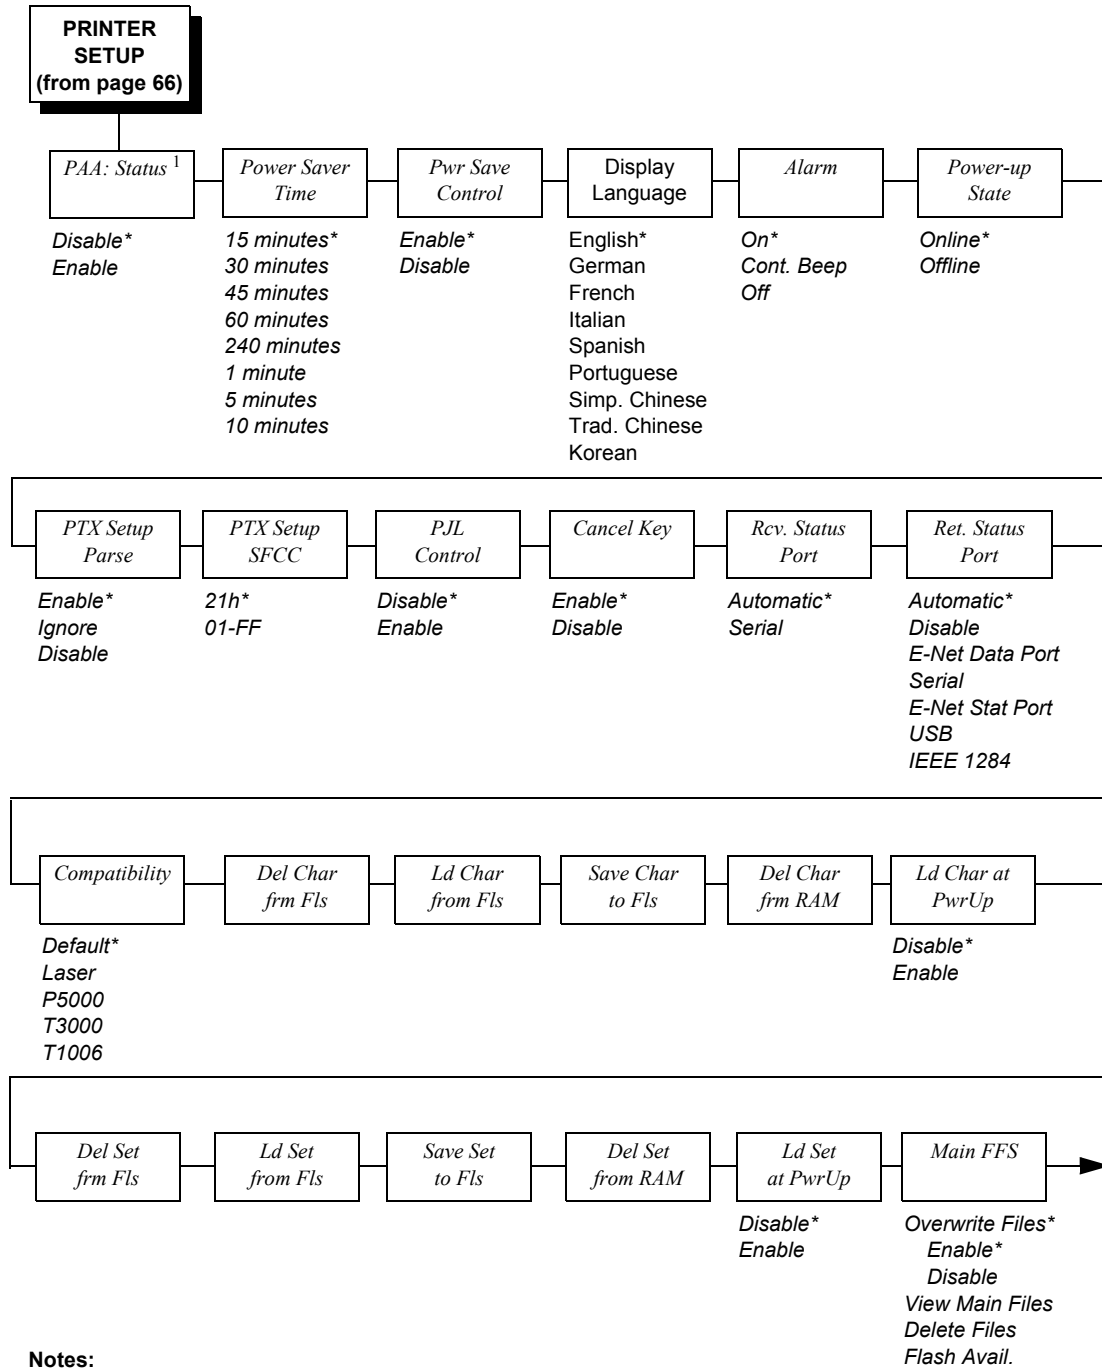 PRINTER
SETUP
(from page 66)
PAA: Status 1
Disable*
Enable
Power Saver
Time
15 minutes*
30 minutes
45 minutes
60 minutes
240 minutes
1 minute
5 minutes
10 minutes
Pwr Save
Control
Enable*
Disable
Display
Language
English*
German
French
Italian
Spanish
Portuguese
Simp. Chinese
Trad. Chinese
Korean
Alarm
On*
Cont. Beep
Off
Power-up
State
Online*
Offline
PTX Setup
Parse
Enable*
Ignore
Disable
PTX Setup
SFCC
21h*
01-FF
PJL
Control
Disable*
Enable
Cancel Key
Enable*
Disable
Rcv. Status
Port
Automatic*
Serial
Ret. Status
Port
Automatic*
Disable
E-Net Data Port
Serial
E-Net Stat Port
USB
IEEE 1284
Compatibility
Default*
Laser
P5000
T3000
T1006
Del Char
frm Fls
Ld Char
from Fls
Save Char
to Fls
Del Char
frm RAM
Ld Char at
PwrUp
Disable*
Enable
Del Set
frm Fls
Ld Set
from Fls
Save Set
to Fls
Del Set
from RAM
Ld Set
at PwrUp
Disable*
Enable
Main FFS
Overwrite Files*
Enable*
Disable
View Main Files
Delete Files
Flash Avail.
Notes: